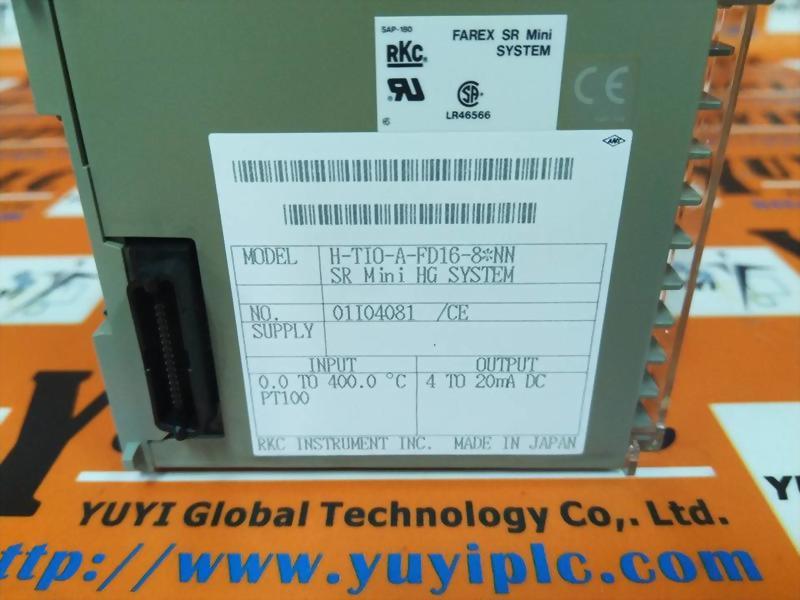 SAP-180
RKC®
FAREX SR Mini
SYSTEM
LR46566
CE
MODEL
H-TIO-A-FD16-8*NN
SR Mini HG SYSTEM
NO.
01I04081 /CE
SUPPLY
INPUT
OUTPUT
0.0 TO 400.0 °C
4 TO 20mA DC
PT100
RKC INSTRUMENT INC. MADE IN JAPAN
YUYI Global Technology Co,. Ltd.
ttp://www.yuyiplc.com/